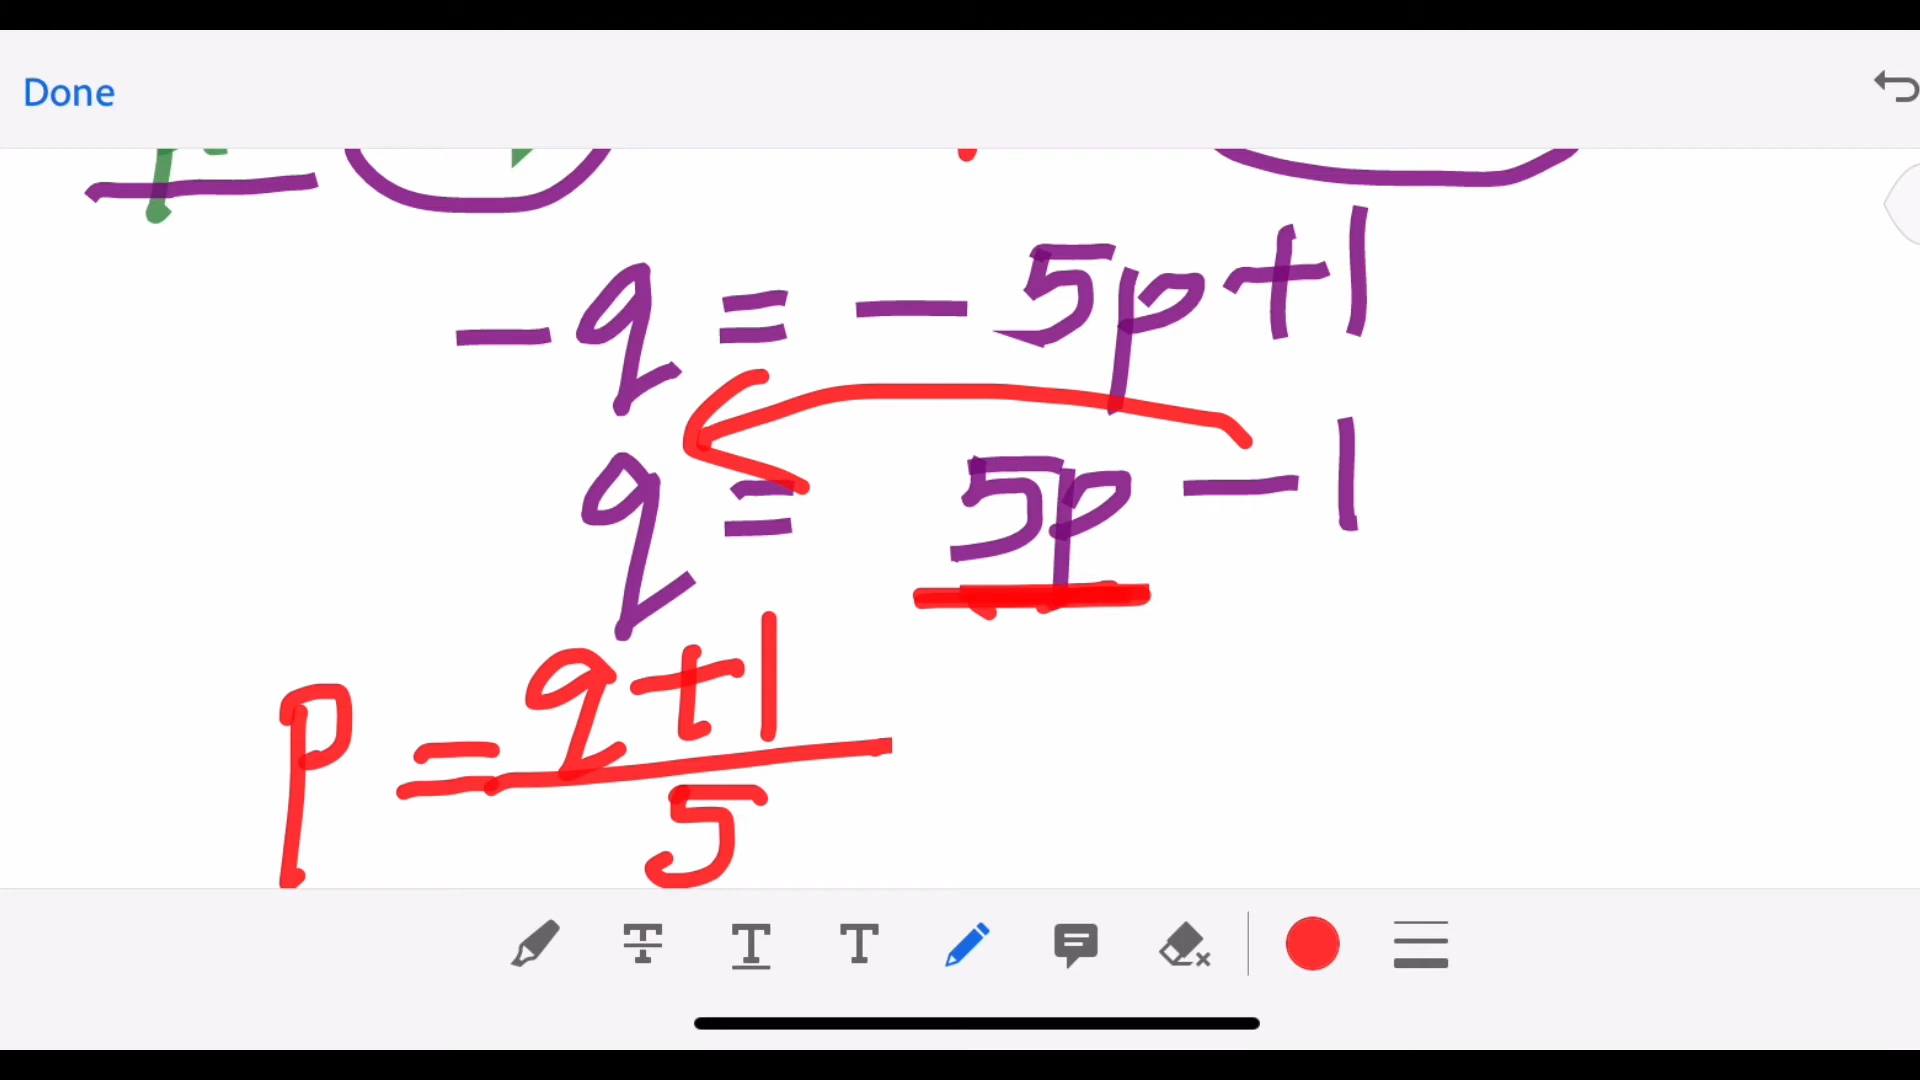 Done
-q = -5p+1
q = 5p-1
p = q+1
5